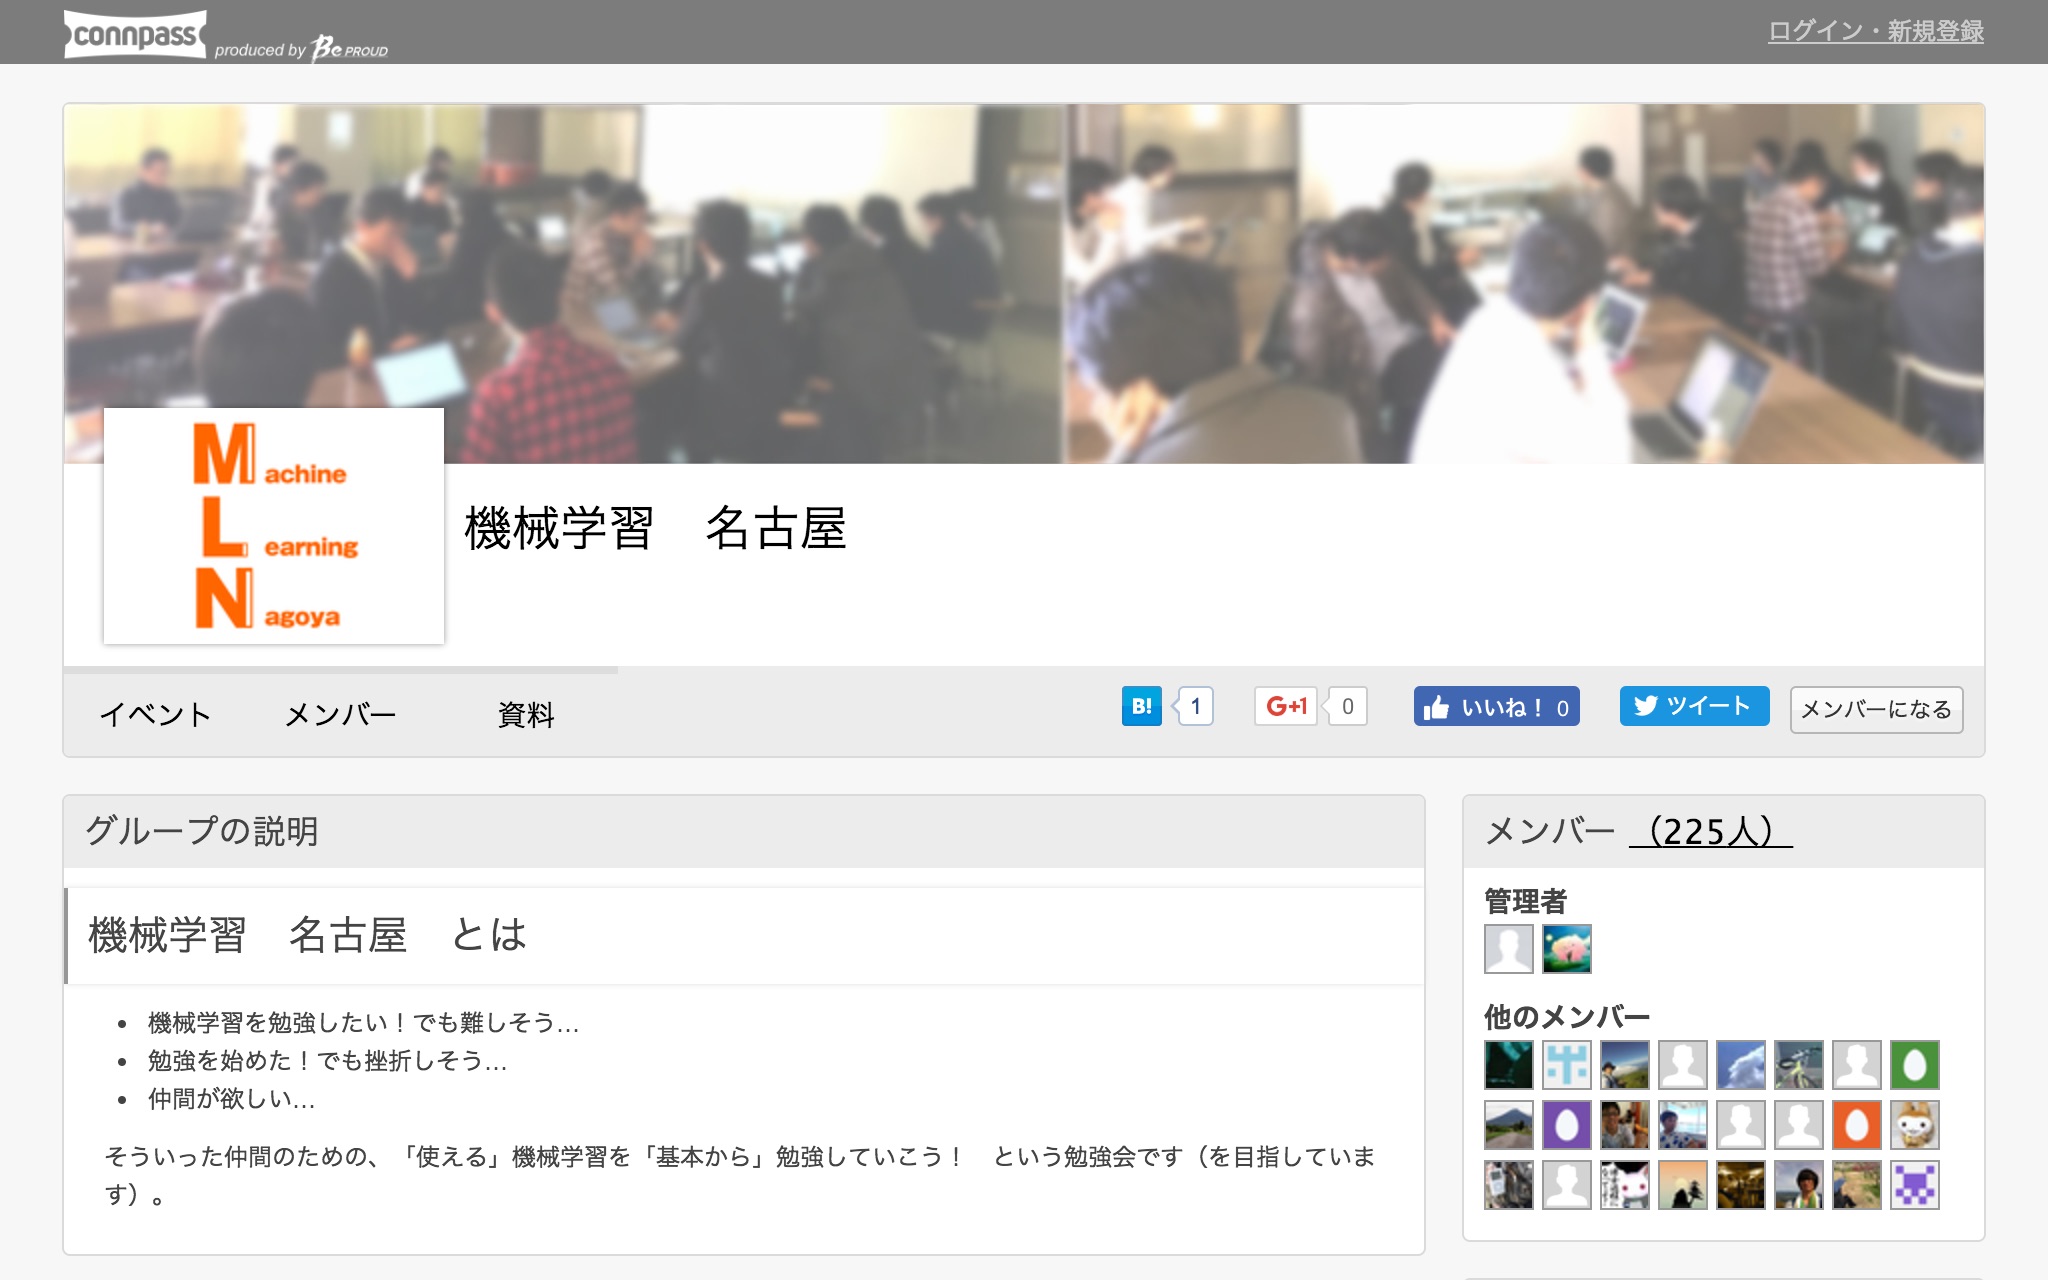 connpass produced by Be PROUD
ログイン・新規登録
Machine
Learning
Nagoya
機械学習　名古屋
イベント
メンバー
資料
B! 1
G+1 0
いいね！ 0
ツイート
メンバーになる
グループの説明
機械学習　名古屋　とは
• 機械学習を勉強したい！でも難しそう…
• 勉強を始めた！でも挫折しそう…
• 仲間が欲しい…
そういった仲間のための、「使える」機械学習を「基本から」勉強していこう！　という勉強会です（を目指していま
す）。
メンバー （225人）
管理者
他のメンバー